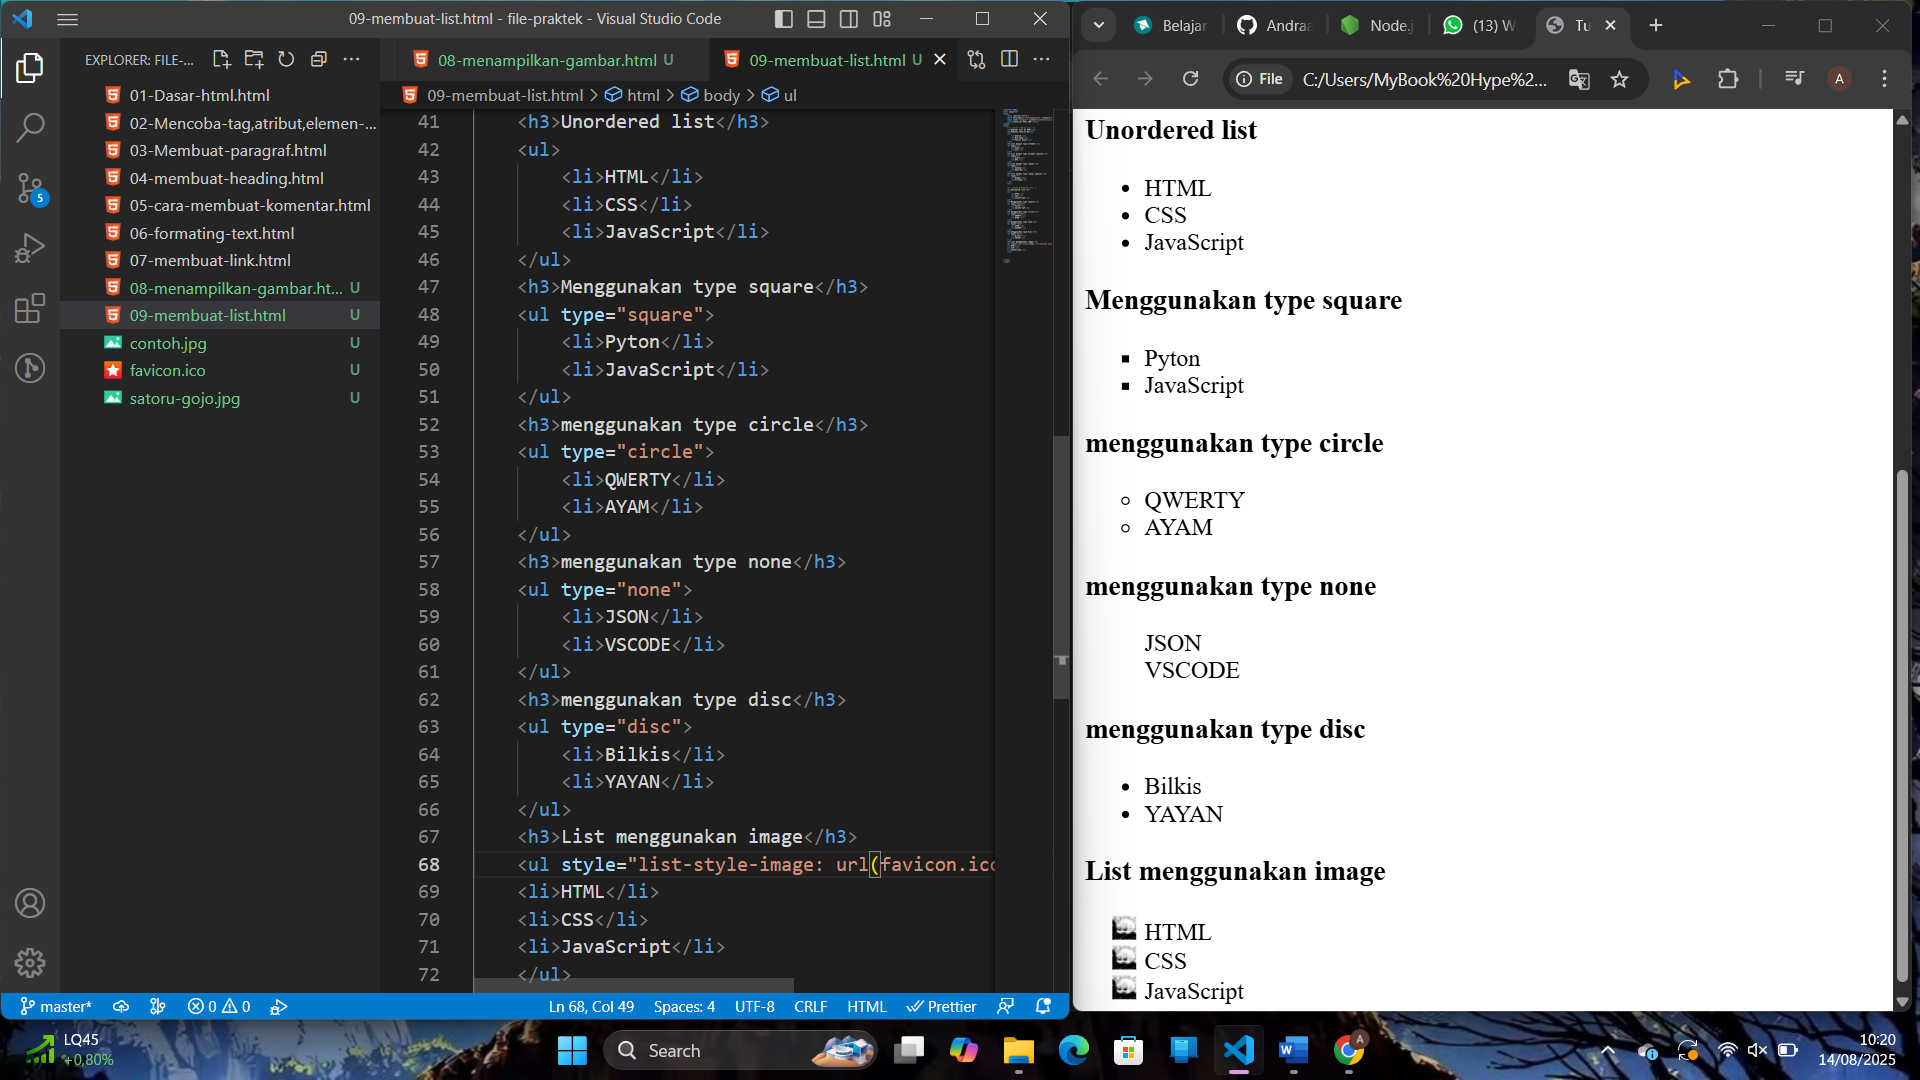 09-membuat-list.html - file-praktek - Visual Studio Code
EXPLORER: FILE-...
01-Dasar-html.html
02-Mencoba-tag,atribut,elemen-...
03-Membuat-paragraf.html
04-membuat-heading.html
05-cara-membuat-komentar.html
06-formating-text.html
07-membuat-link.html
08-menampilkan-gambar.ht... U
09-membuat-list.html U
contoh.jpg U
favicon.ico U
satoru-gojo.jpg U
5
08-menampilkan-gambar.html U
09-membuat-list.html U
09-membuat-list.html > html > body > ul
41 <h3>Unordered list</h3>
42 <ul>
43 <li>HTML</li>
44 <li>CSS</li>
45 <li>JavaScript</li>
46 </ul>
47 <h3>Menggunakan type square</h3>
48 <ul type="square">
49 <li>Pyton</li>
50 <li>JavaScript</li>
51 </ul>
52 <h3>menggunakan type circle</h3>
53 <ul type="circle">
54 <li>QWERTY</li>
55 <li>AYAM</li>
56 </ul>
57 <h3>menggunakan type none</h3>
58 <ul type="none">
59 <li>JSON</li>
60 <li>VSCODE</li>
61 </ul>
62 <h3>menggunakan type disc</h3>
63 <ul type="disc">
64 <li>Bilkis</li>
65 <li>YAYAN</li>
66 </ul>
67 <h3>List menggunakan image</h3>
68 <ul style="list-style-image: url(favicon.ico
69 <li>HTML</li>
70 <li>CSS</li>
71 <li>JavaScript</li>
72 </ul>
master* 0 0 Ln 68, Col 49 Spaces: 4 UTF-8 CRLF HTML Prettier
Belajar
Andraa
Node.j
(13) W
Tu
File C:/Users/MyBook%20Hype%2...
A
Unordered list
• HTML
• CSS
• JavaScript
Menggunakan type square
▪ Pyton
▪ JavaScript
menggunakan type circle
◦ QWERTY
◦ AYAM
menggunakan type none
JSON
VSCODE
menggunakan type disc
• Bilkis
• YAYAN
List menggunakan image
HTML
CSS
JavaScript
LQ45
+0,80%
Search
A
10:20
14/08/2025